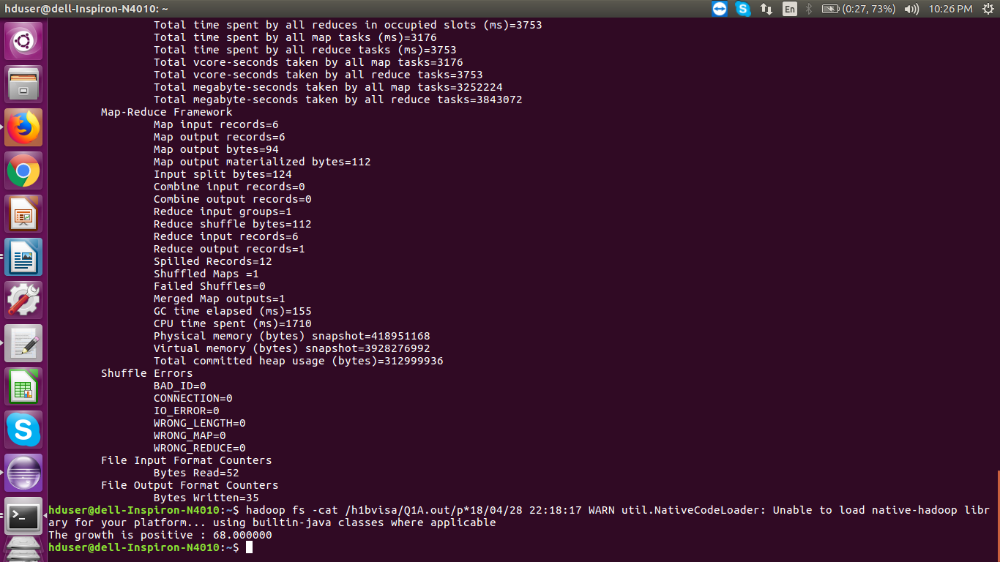 hduser@dell-Inspiron-N4010: ~ En (0:27, 73%) 10:26 PM
Total time spent by all reduces in occupied slots (ms)=3753
Total time spent by all map tasks (ms)=3176
Total time spent by all reduce tasks (ms)=3753
Total vcore-seconds taken by all map tasks=3176
Total vcore-seconds taken by all reduce tasks=3753
Total megabyte-seconds taken by all map tasks=3252224
Total megabyte-seconds taken by all reduce tasks=3843072
Map-Reduce Framework
Map input records=6
Map output records=6
Map output bytes=94
Map output materialized bytes=112
Input split bytes=124
Combine input records=0
Combine output records=0
Reduce input groups=1
Reduce shuffle bytes=112
Reduce input records=6
Reduce output records=1
Spilled Records=12
Shuffled Maps =1
Failed Shuffles=0
Merged Map outputs=1
GC time elapsed (ms)=155
CPU time spent (ms)=1710
Physical memory (bytes) snapshot=418951168
Virtual memory (bytes) snapshot=3928276992
Total committed heap usage (bytes)=312999936
Shuffle Errors
BAD_ID=0
CONNECTION=0
IO_ERROR=0
WRONG_LENGTH=0
WRONG_MAP=0
WRONG_REDUCE=0
File Input Format Counters
Bytes Read=52
File Output Format Counters
Bytes Written=35
hduser@dell-Inspiron-N4010:~$ hadoop fs -cat /h1bvisa/Q1A.out/p*18/04/28 22:18:17 WARN util.NativeCodeLoader: Unable to load native-hadoop libr
ary for your platform... using builtin-java classes where applicable
The growth is positive : 68.000000
hduser@dell-Inspiron-N4010:~$